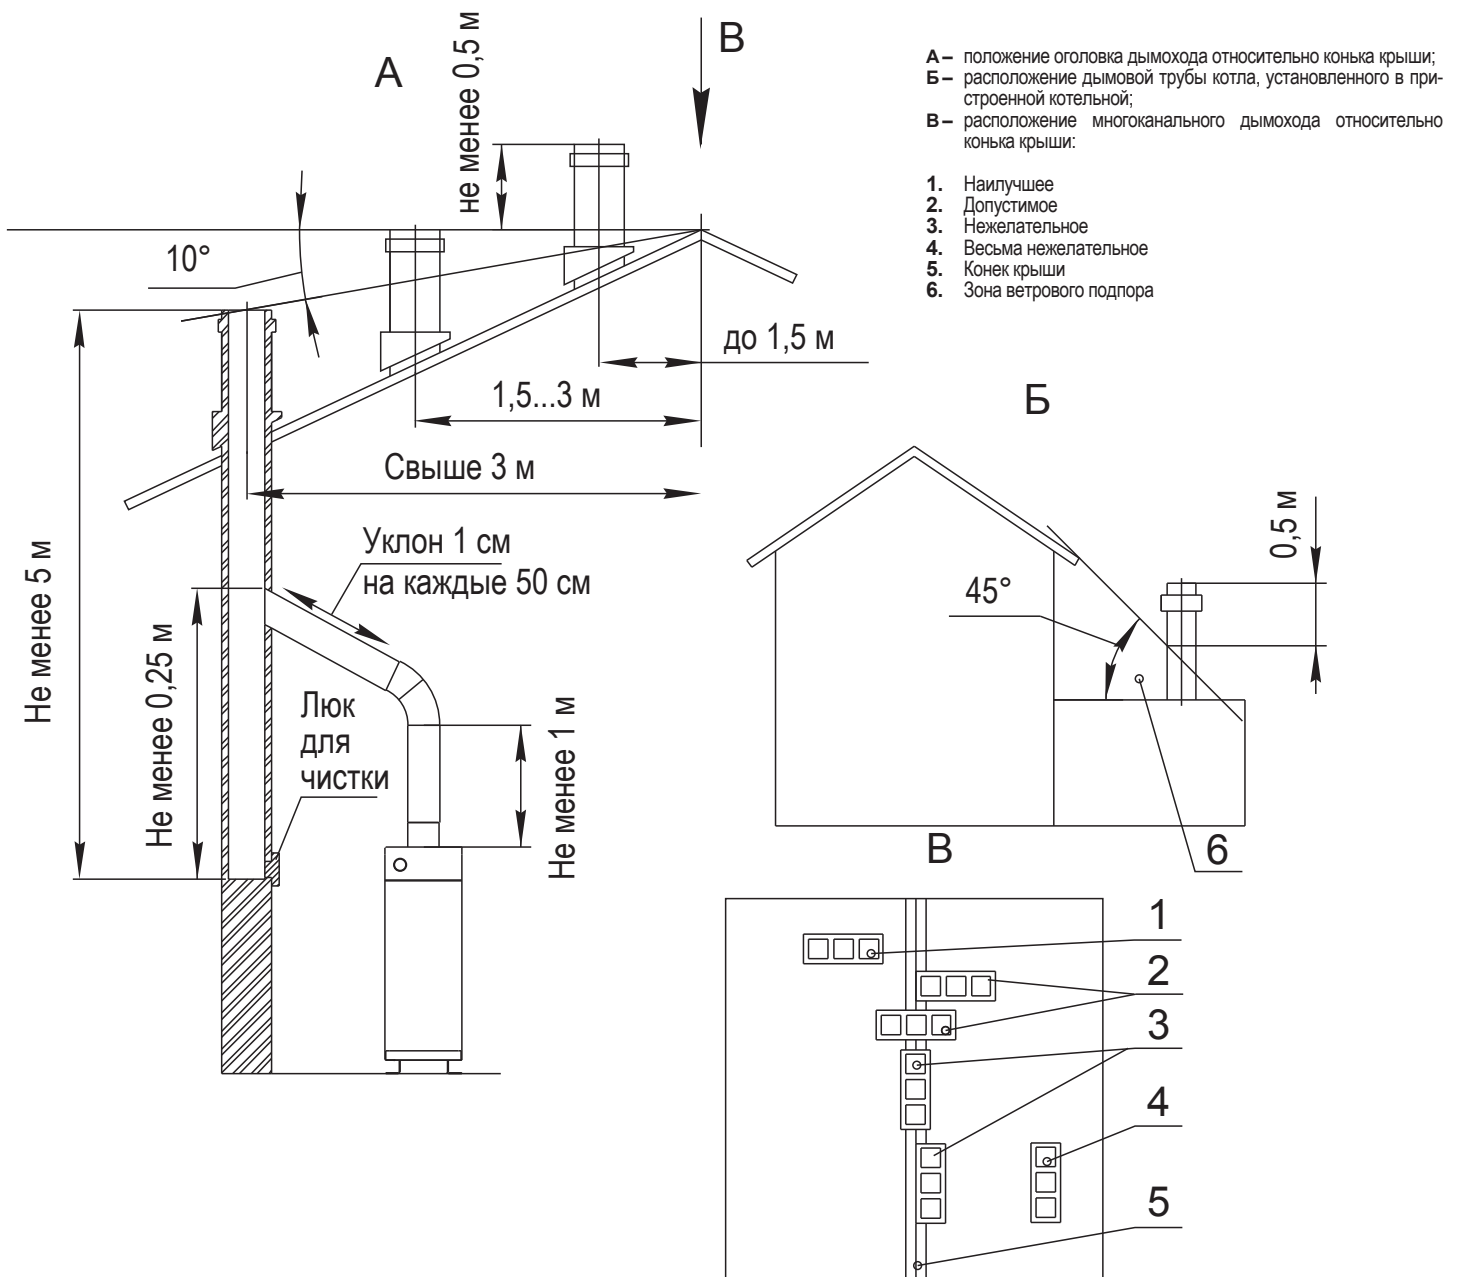 А
не менее 0,5 м
В
10°
до 1,5 м
1,5...3 м
Свыше 3 м
Уклон 1 см
на каждые 50 см
Не менее 5 м
Не менее 0,25 м
Люк
для
чистки
Не менее 1 м
А – положение оголовка дымохода относительно конька крыши;
Б – расположение дымовой трубы котла, установленного в при-
строенной котельной;
В – расположение многоканального дымохода относительно
конька крыши:
1. Наилучшее
2. Допустимое
3. Нежелательное
4. Весьма нежелательное
5. Конек крыши
6. Зона ветрового подпора
Б
0,5 м
45°
6
В
1
2
3
4
5